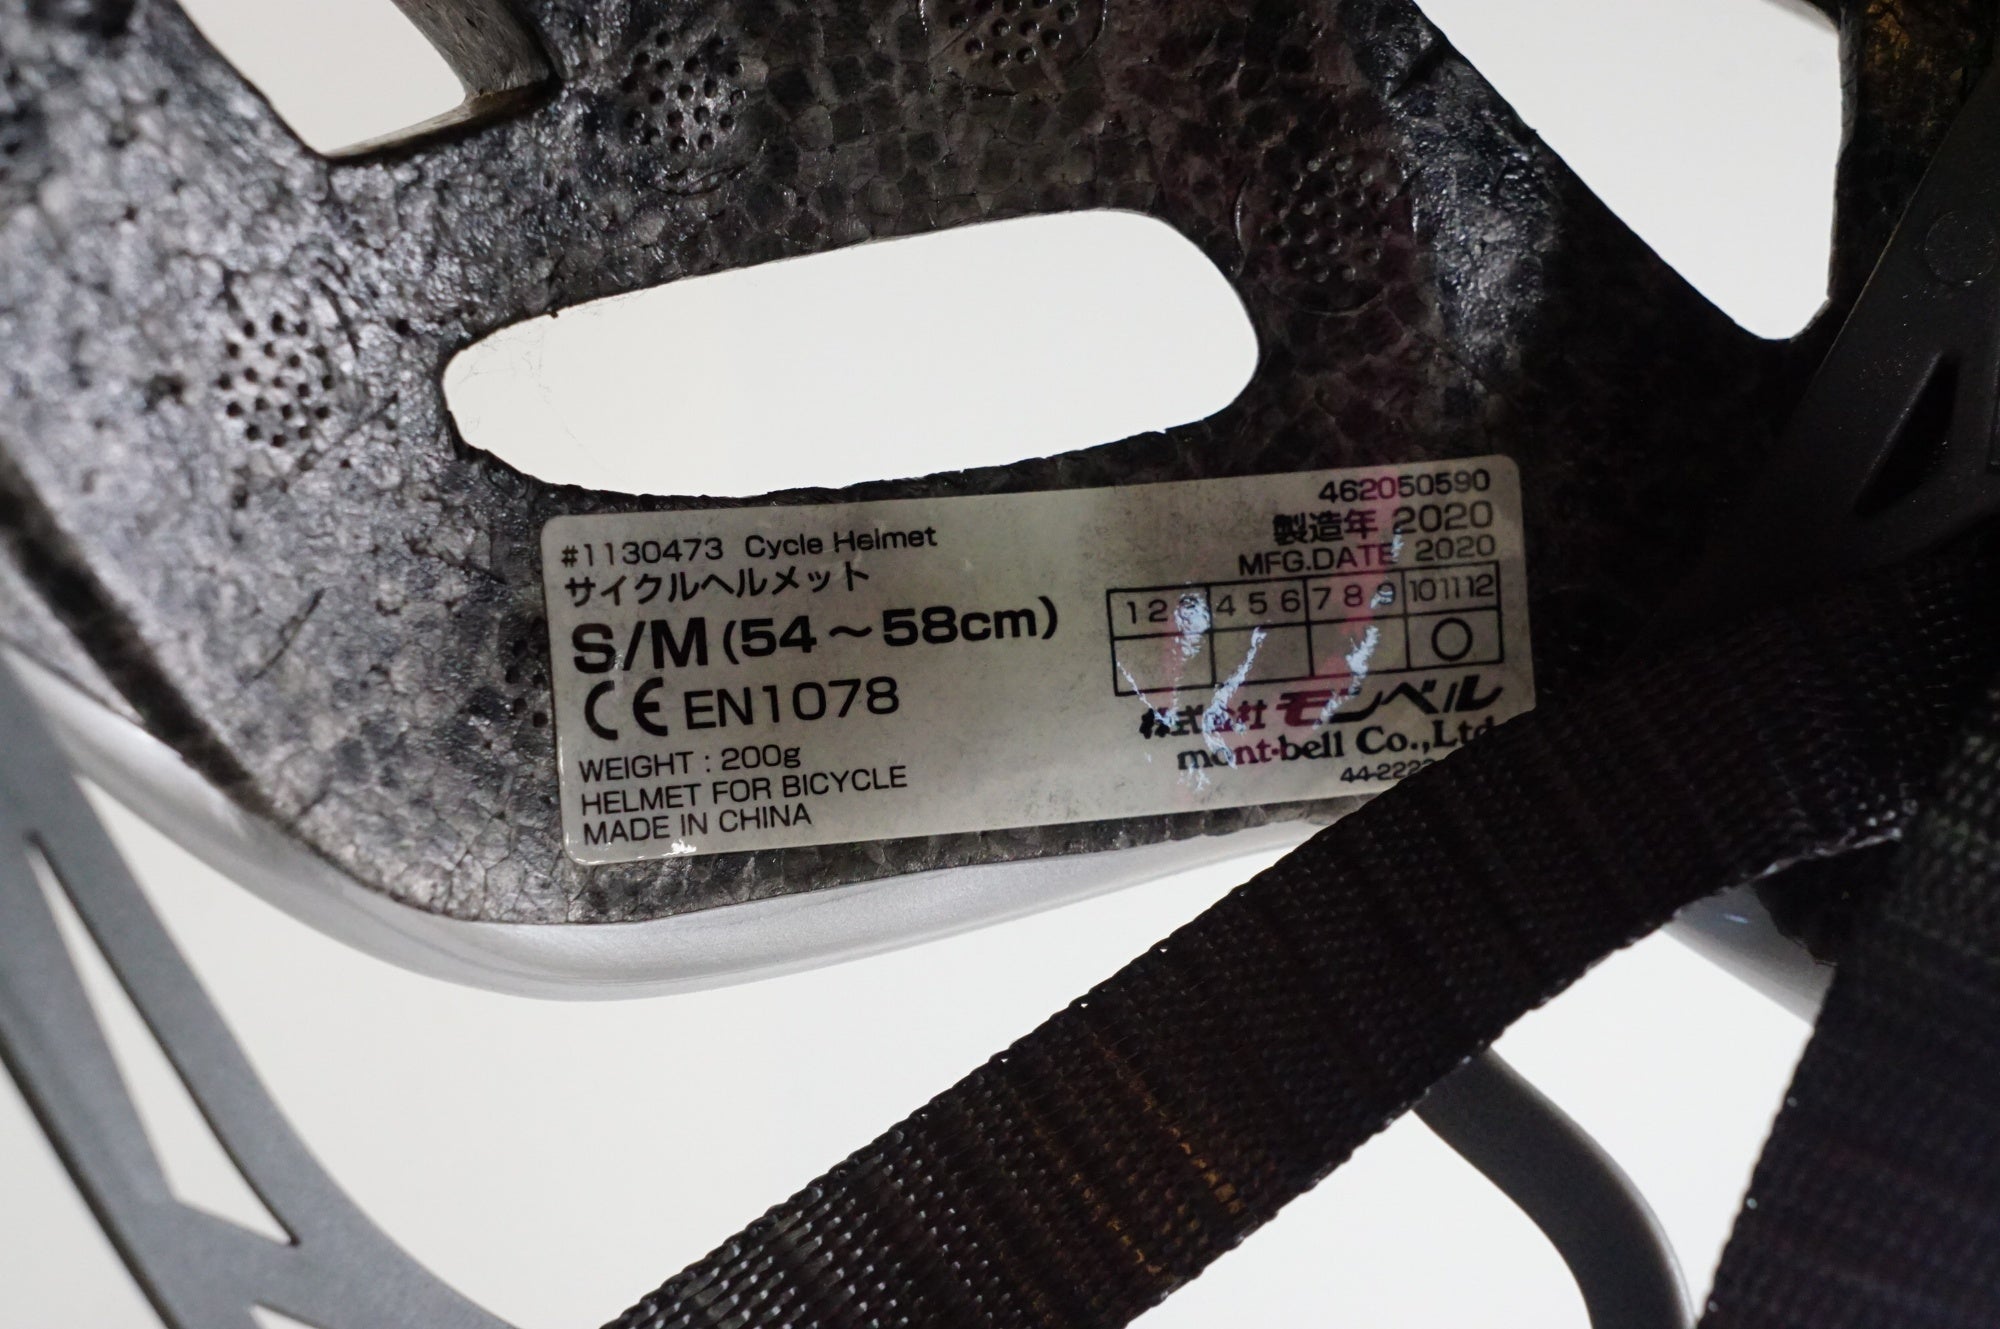 #1130473 Cycle Helmet
サイクルヘルメット
S/M (54～58cm)
CE EN1078
WEIGHT : 200g
HELMET FOR BICYCLE
MADE IN CHINA
462050590
製造年 2020
MFG.DATE 2020
1 2 3 4 5 6 7 8 9 10 11 12
○
株式会社 モンベル
mont-bell Co.,Ltd
44-222